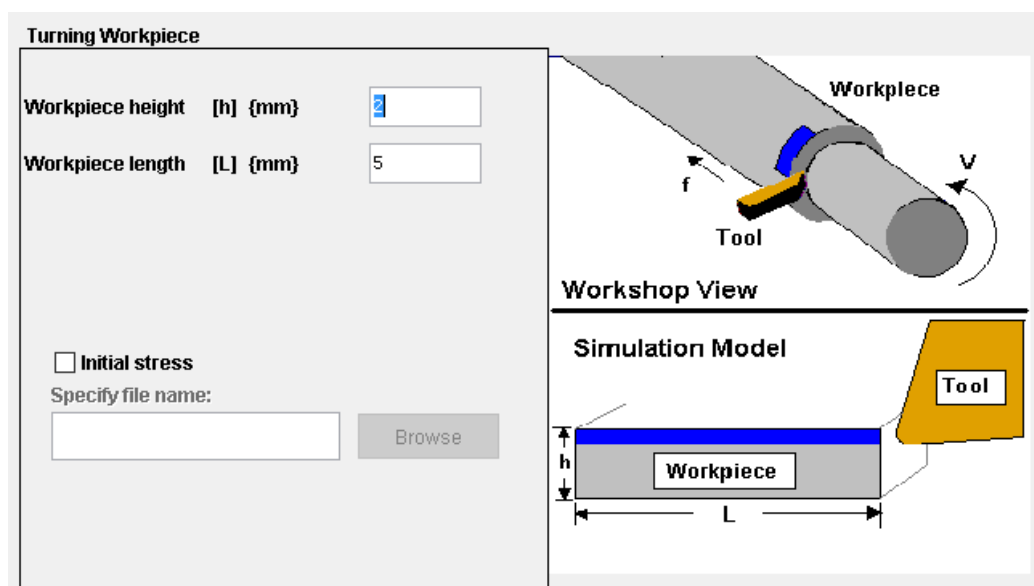 Turning Workpiece
Workpiece height [h] {mm} 2
Workpiece length [L] {mm} 5
Initial stress
Specify file name:
Browse
Workpiece
V
f
Tool
Workshop View
Simulation Model
Tool
h
Workpiece
L